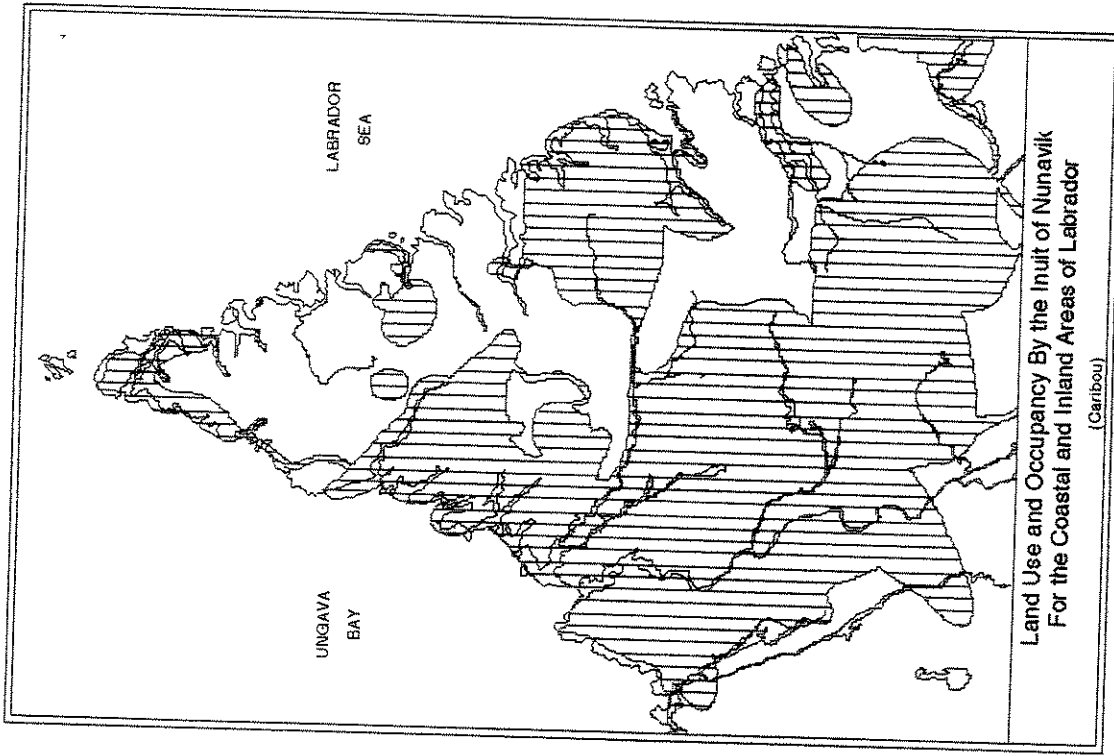 UNGAVA
BAY
LABRADOR
SEA
Land Use and Occupancy By the Inuit of Nunavik
For the Coastal and Inland Areas of Labrador
(Caribou)